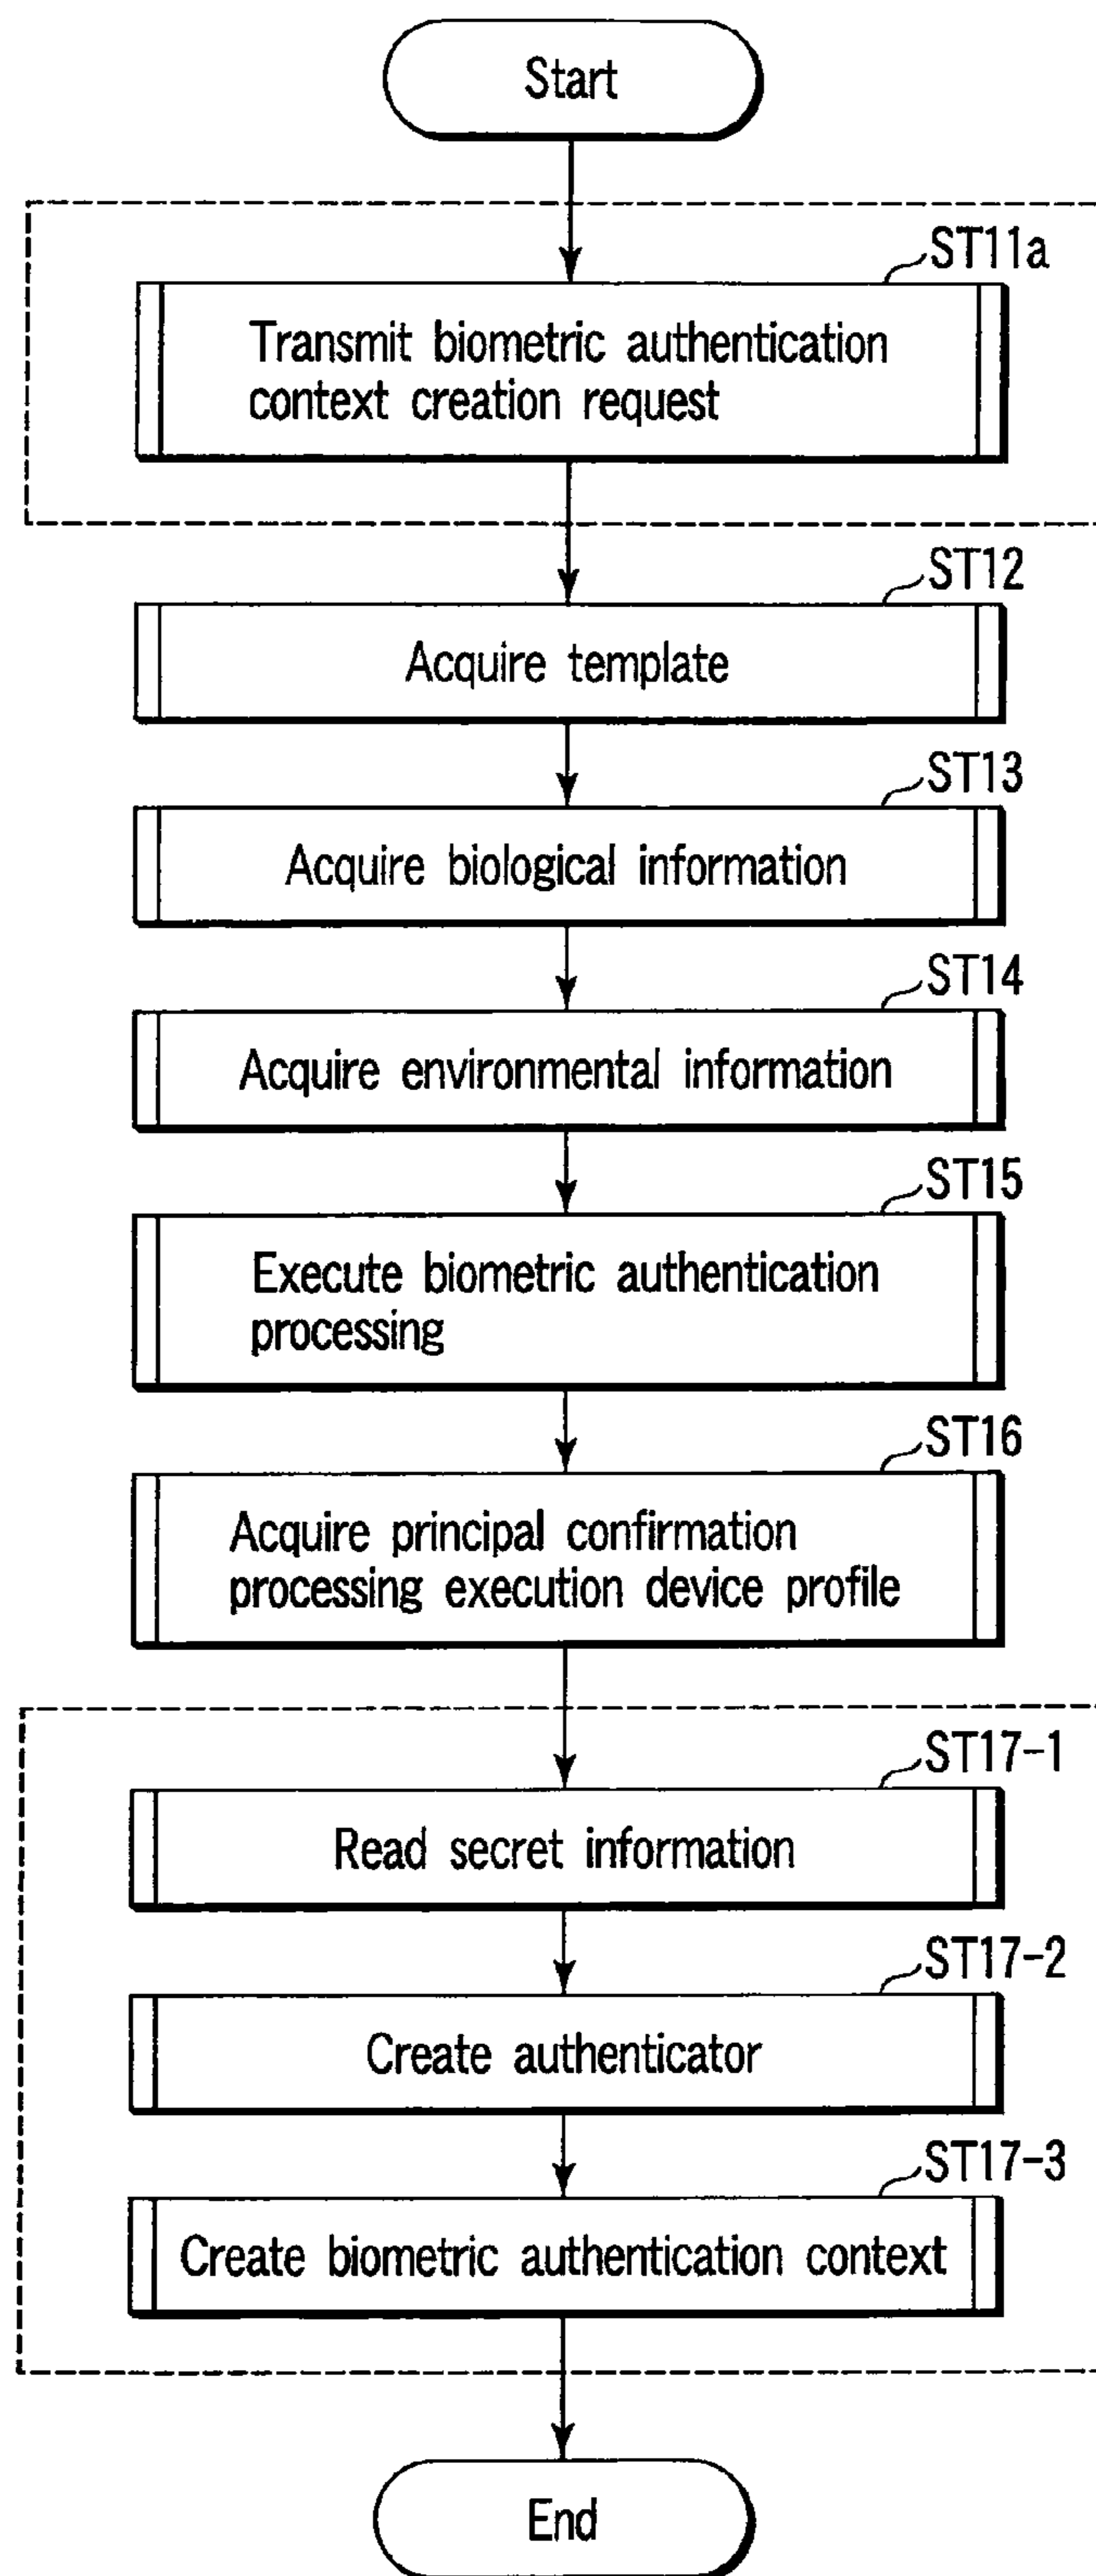 Start
ST11a
Transmit biometric authentication
context creation request
ST12
Acquire template
ST13
Acquire biological information
ST14
Acquire environmental information
ST15
Execute biometric authentication
processing
ST16
Acquire principal confirmation
processing execution device profile
ST17-1
Read secret information
ST17-2
Create authenticator
ST17-3
Create biometric authentication context
End